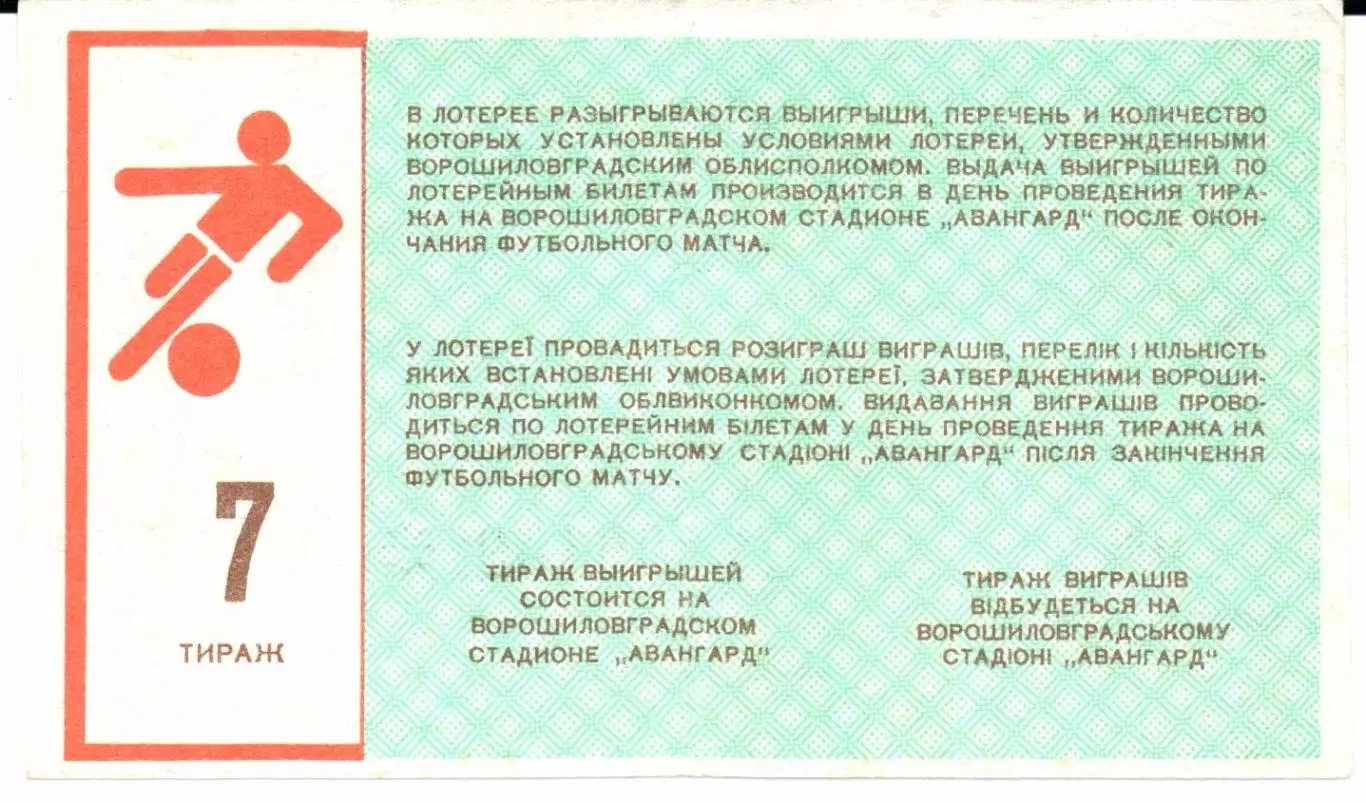 В ЛОТЕРЕЕ РАЗЫГРЫВАЮТСЯ ВЫИГРЫШИ, ПЕРЕЧЕНЬ И КОЛИЧЕСТВО
КОТОРЫХ УСТАНОВЛЕНЫ УСЛОВИЯМИ ЛОТЕРЕИ, УТВЕРЖДЕННЫМИ
ВОРОШИЛОВГРАДСКИМ ОБЛИСПОЛКОМОМ. ВЫДАЧА ВЫИГРЫШЕЙ ПО
ЛОТЕРЕЙНЫМ БИЛЕТАМ ПРОИЗВОДИТСЯ В ДЕНЬ ПРОВЕДЕНИЯ ТИРА-
ЖА НА ВОРОШИЛОВГРАДСКОМ СТАДИОНЕ „АВАНГАРД“ ПОСЛЕ ОКОН-
ЧАНИЯ ФУТБОЛЬНОГО МАТЧА.
У ЛОТЕРЕЇ ПРОВАДИТЬСЯ РОЗИГРАШ ВИГРАШІВ, ПЕРЕЛІК І КІЛЬКІСТЬ
ЯКИХ ВСТАНОВЛЕНІ УМОВАМИ ЛОТЕРЕЇ, ЗАТВЕРДЖЕНИМИ ВОРОШИ-
ЛОВГРАДСЬКИМ ОБЛВИКОНКОМОМ. ВИДАВАННЯ ВИГРАШІВ ПРОВО-
ДИТЬСЯ ПО ЛОТЕРЕЙНИМ БІЛЕТАМ У ДЕНЬ ПРОВЕДЕННЯ ТИРАЖА НА
ВОРОШИЛОВГРАДСЬКОМУ СТАДІОНІ „АВАНГАРД“ ПІСЛЯ ЗАКІНЧЕННЯ
ФУТБОЛЬНОГО МАТЧУ.
7
ТИРАЖ
ТИРАЖ ВЫИГРЫШЕЙ
СОСТОИТСЯ НА
ВОРОШИЛОВГРАДСКОМ
СТАДИОНЕ „АВАНГАРД“
ТИРАЖ ВИГРАШІВ
ВІДБУДЕТЬСЯ НА
ВОРОШИЛОВГРАДСЬКОМУ
СТАДІОНІ „АВАНГАРД“